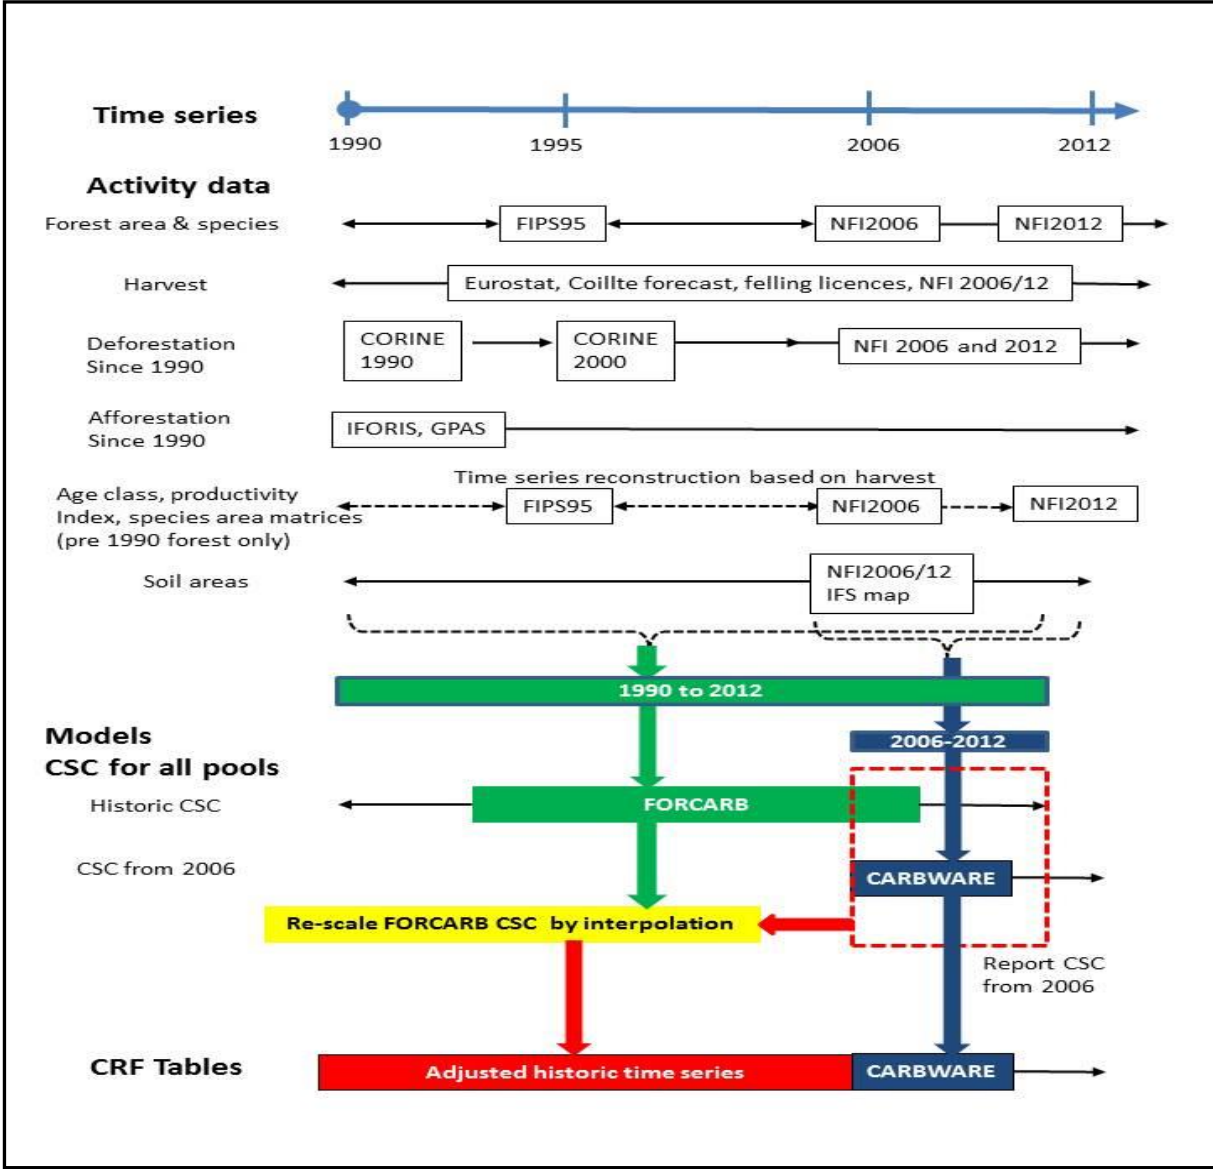 Time series
1990
1995
2006
2012
Activity data
Forest area & species
FIPS95
NFI2006
NFI2012
Harvest
Eurostat, Coillte forecast, felling licences, NFI 2006/12
Deforestation
Since 1990
CORINE
1990
CORINE
2000
NFI 2006 and 2012
Afforestation
Since 1990
IFORIS, GPAS
Time series reconstruction based on harvest
Age class, productivity
Index, species area matrices
(pre 1990 forest only)
FIPS95
NFI2006
NFI2012
Soil areas
NFI2006/12
IFS map
1990 to 2012
Models
CSC for all pools
2006-2012
Historic CSC
FORCARB
CSC from 2006
CARBWARE
Re-scale FORCARB CSC by interpolation
Report CSC
from 2006
CRF Tables
Adjusted historic time series
CARBWARE